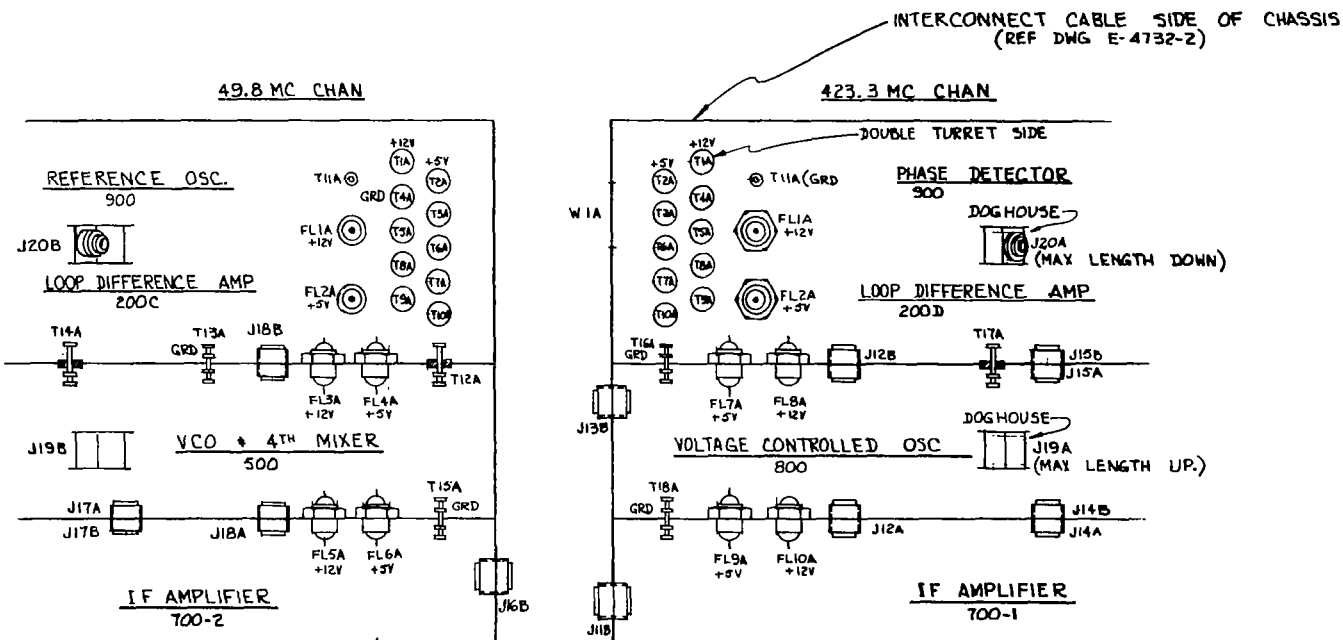 INTERCONNECT CABLE SIDE OF CHASSIS
(REF DWG E-4732-2)
49.8 MC CHAN
423.3 MC CHAN
DOUBLE TURRET SIDE
REFERENCE OSC.
900
J20B
LOOP DIFFERENCE AMP
200C
T11A
GRD
FL1A
+12V
FL2A
+5V
+12V
T1A
T4A
T5A
T8A
T9A
+5V
T2A
T3A
T6A
T7A
T10A
T14A
T13A
GRD
J18B
FL3A
+12V
FL4A
+5V
T12A
J19B
VCO & 4TH MIXER
500
J17A
J17B
J18A
FL5A
+12V
FL6A
+5V
T15A
GRD
J16B
IF AMPLIFIER
700-2
W1A
+5V
T2A
T3A
T6A
T7A
T10A
+12V
T1A
T4A
T5A
T8A
T9A
T11A(GRD
FL1A
+12V
FL2A
+5V
PHASE DETECTOR
900
DOGHOUSE
J20A
(MAX LENGTH DOWN)
LOOP DIFFERENCE AMP
200D
T16A
GRD
FL7A
+5V
FL8A
+12V
J12B
T17A
J15B
J15A
J13B
VOLTAGE CONTROLLED OSC
800
DOGHOUSE
J19A
(MAX LENGTH UP.)
T18A
GRD
FL9A
+5V
FL10A
+12V
J12A
J14B
J14A
J11B
IF AMPLIFIER
700-1